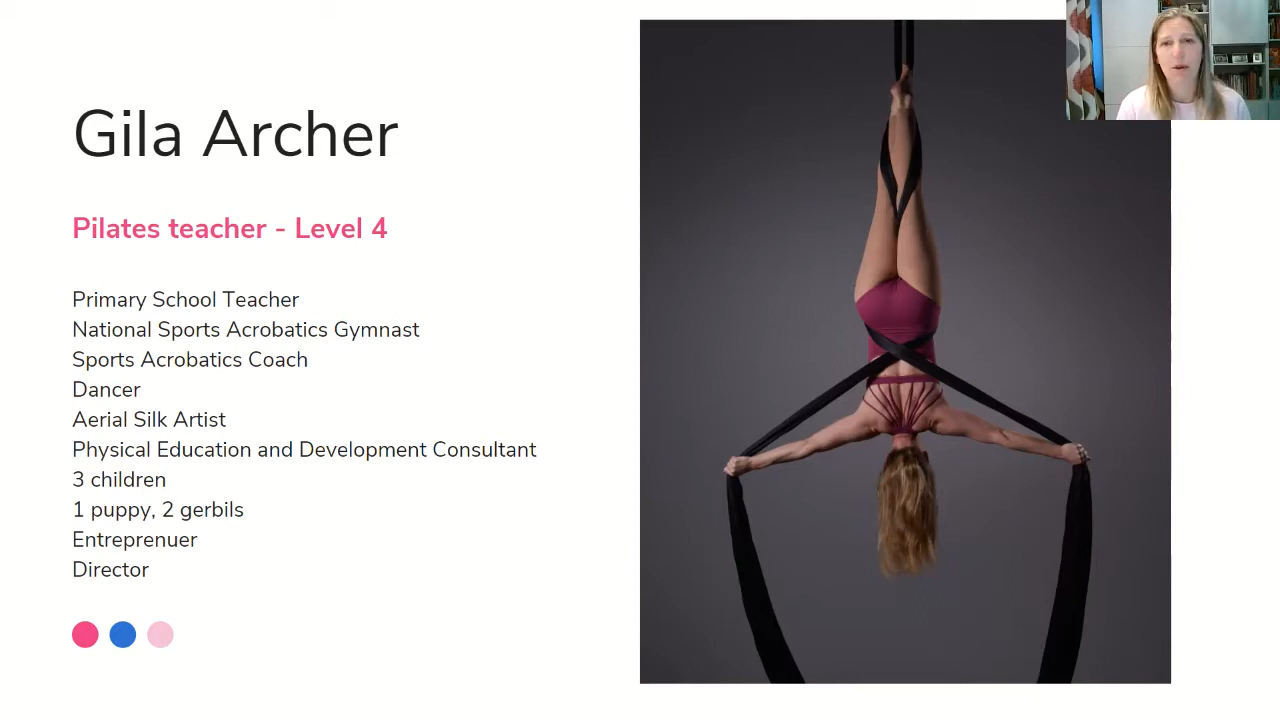 Gila Archer
Pilates teacher - Level 4
Primary School Teacher
National Sports Acrobatics Gymnast
Sports Acrobatics Coach
Dancer
Aerial Silk Artist
Physical Education and Development Consultant
3 children
1 puppy, 2 gerbils
Entreprenuer
Director